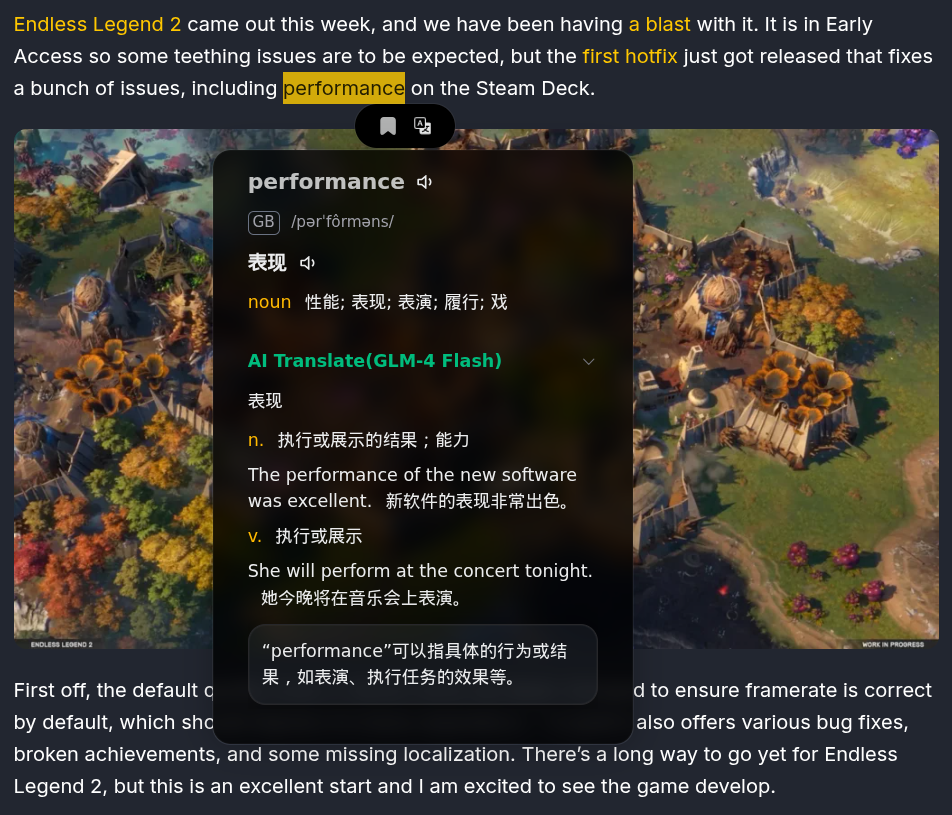 Endless Legend 2 came out this week, and we have been having a blast with it. It is in Early
Access so some teething issues are to be expected, but the first hotfix just got released that fixes
a bunch of issues, including performance on the Steam Deck.
performance
GB /pərˈfôrməns/
表现
noun 性能; 表现; 表演; 履行; 戏
AI Translate(GLM-4 Flash)
表现
n. 执行或展示的结果；能力
The performance of the new software
was excellent. 新软件的表现非常出色。
v. 执行或展示
She will perform at the concert tonight.
她今晚将在音乐会上表演。
“performance”可以指具体的行为或结
果，如表演、执行任务的效果等。
ENDLESS LEGEND 2
WORK IN PROGRESS
First off, the default d to ensure framerate is correct
by default, which also offers various bug fixes,
broken achievements, and some missing localization. There’s a long way to go yet for Endless
Legend 2, but this is an excellent start and I am excited to see the game develop.